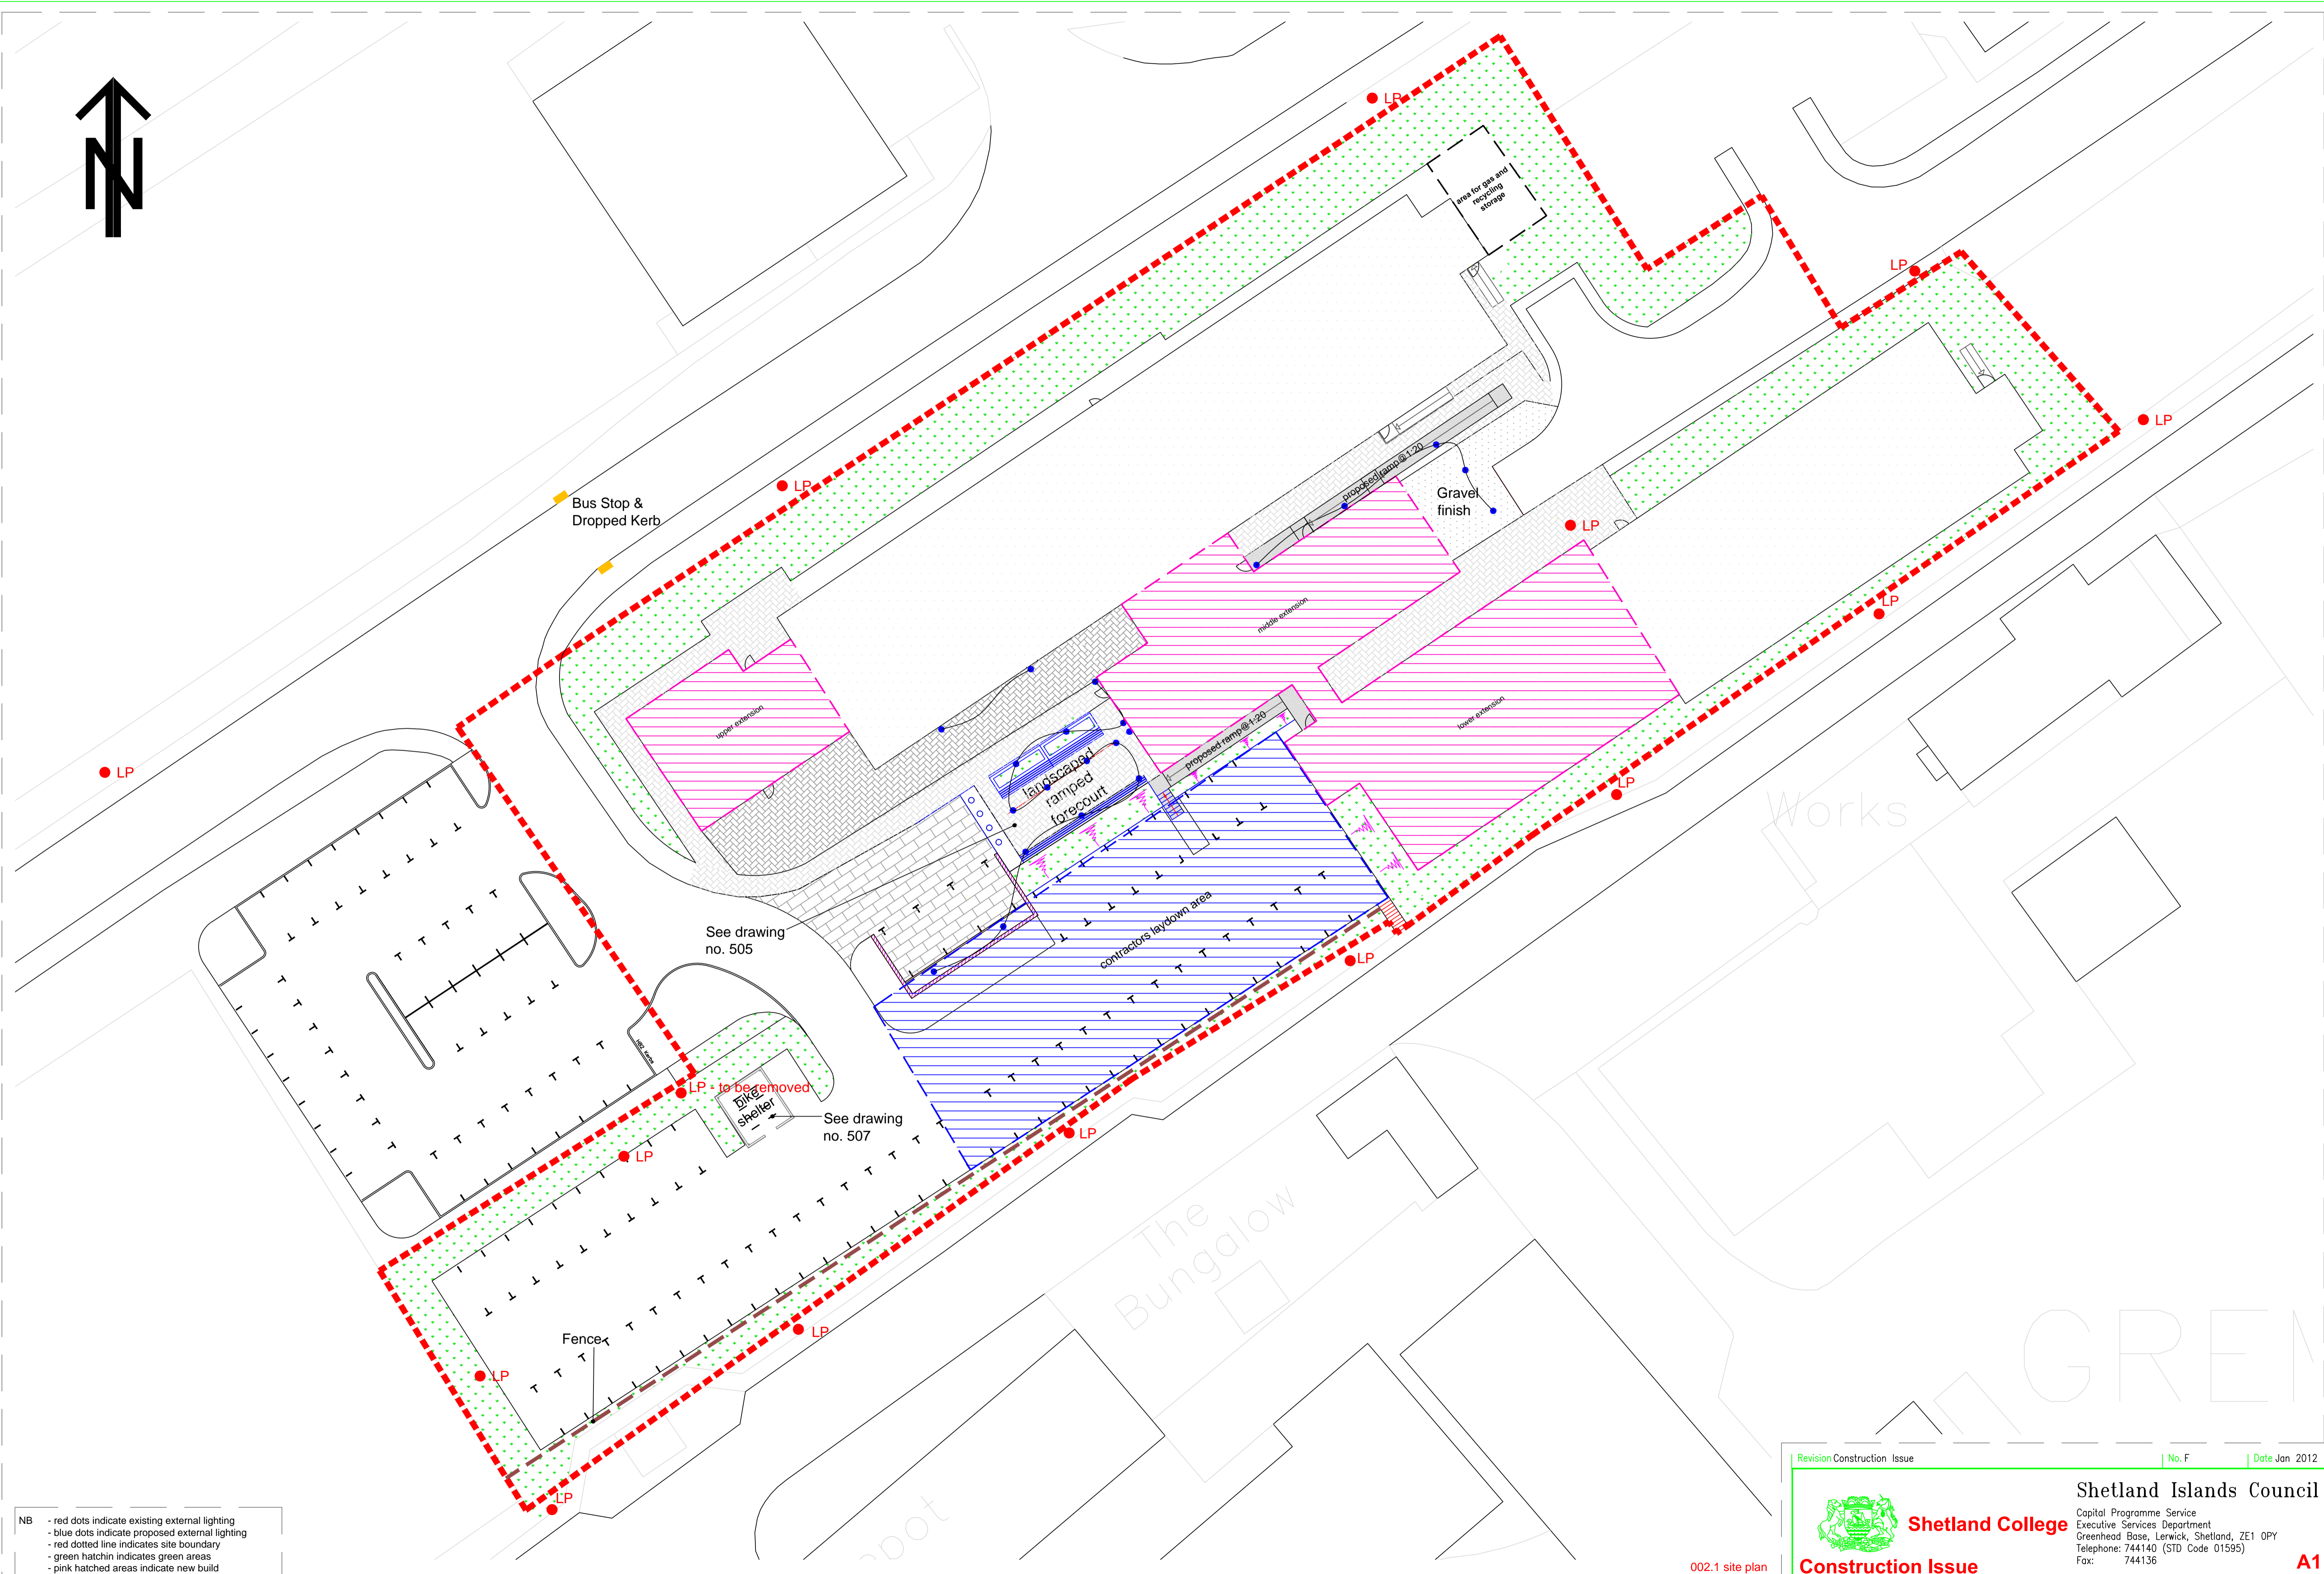 N
LP
LP
area for gas and
recycling
storage
LP
LP
Bus Stop &
Dropped Kerb
proposed ramp@1:20
Gravel
finish
LP
LP
middle extension
upper extension
lower extension
proposed ramp@1:20
landscaped
ramped
forecourt
LP
LP
Works
See drawing
no. 505
contractors laydown area
LP
HB2 Kerbs
LP - to be removed
bike
shelter
See drawing
no. 507
LP
LP
The
Bungalow
LP
Fence
LP
LP
GREEN
NB - red dots indicate existing external lighting
- blue dots indicate proposed external lighting
- red dotted line indicates site boundary
- green hatchin indicates green areas
- pink hatched areas indicate new build
Revision Construction Issue No. F Date Jan 2012
Shetland Islands Council
Shetland College
Capital Programme Service
Executive Services Department
Greenhead Base, Lerwick, Shetland, ZE1 0PY
Telephone: 744140 (STD Code 01595)
Fax: 744136
002.1 site plan
Construction Issue
A1